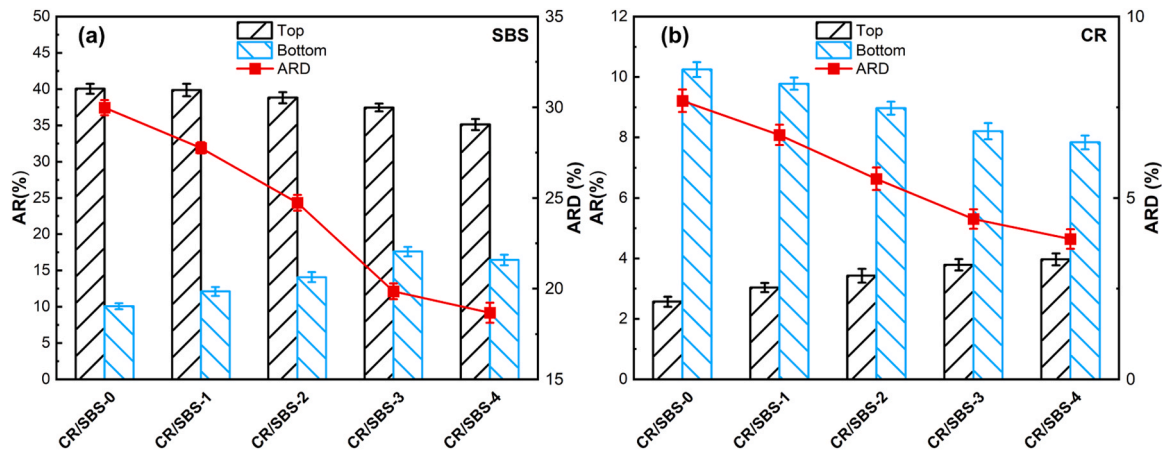 (a)
SBS
Top
Bottom
ARD
AR(%)
50
45
40
35
30
25
20
15
10
5
0
ARD (%)
35
30
25
20
15
CR/SBS-0
CR/SBS-1
CR/SBS-2
CR/SBS-3
CR/SBS-4
(b)
CR
Top
Bottom
ARD
AR(%)
12
10
8
6
4
2
0
ARD (%)
10
5
0
CR/SBS-0
CR/SBS-1
CR/SBS-2
CR/SBS-3
CR/SBS-4